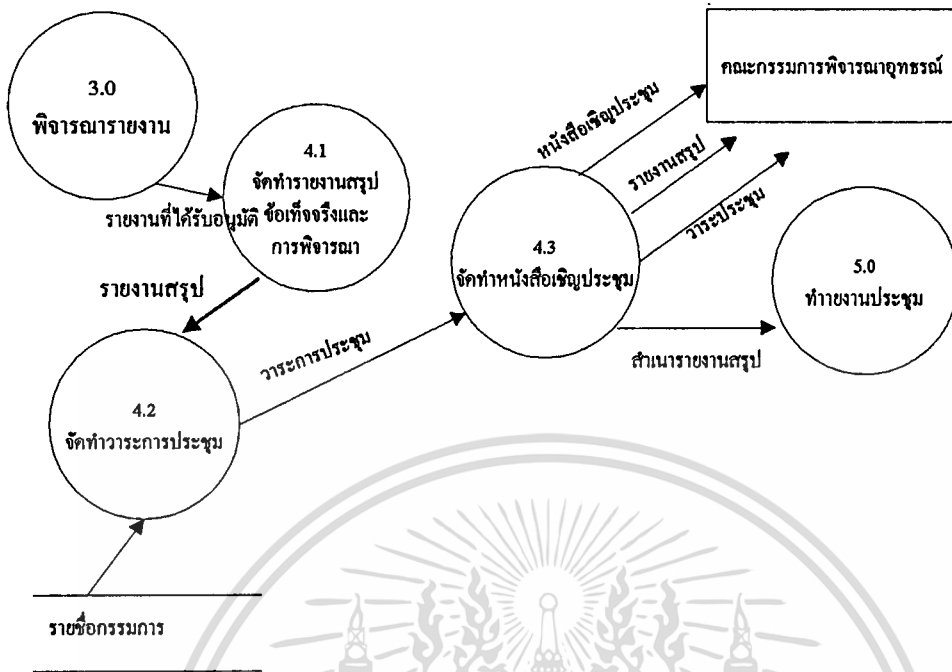 3.0
พิจารณารายงาน
4.1
จัดทำรายงานสรุป
ข้อเท็จจริงและ
การพิจารณา
รายงานที่ได้รับอนุมัติ
รายงานสรุป
4.2
จัดทำวาระการประชุม
วาระการประชุม
รายชื่อกรรมการ
4.3
จัดทำหนังสือเชิญประชุม
หนังสือเชิญประชุม
รายงานสรุป
วาระประชุม
คณะกรรมการพิจารณาอุทธรณ์
สำเนารายงานสรุป
5.0
ทำายงานประชุม